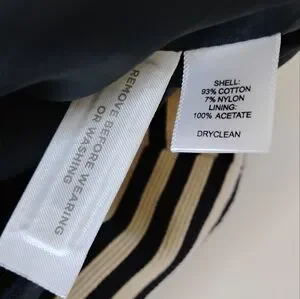 REMOVE BEFORE WEARING
OR WASHING
SHELL:
93% COTTON
7% NYLON
LINING:
100% ACETATE
DRYCLEAN